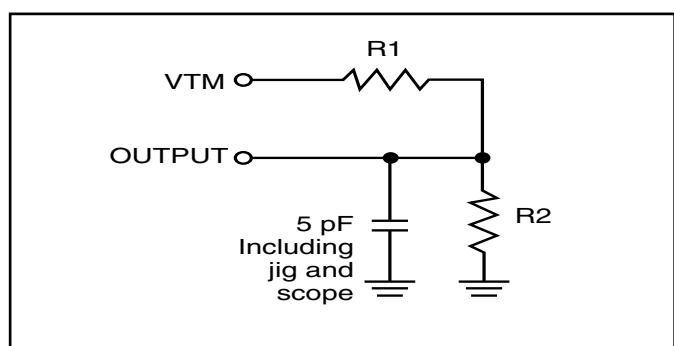 R1
VTM
OUTPUT
5 pF
Including
jig and
scope
R2